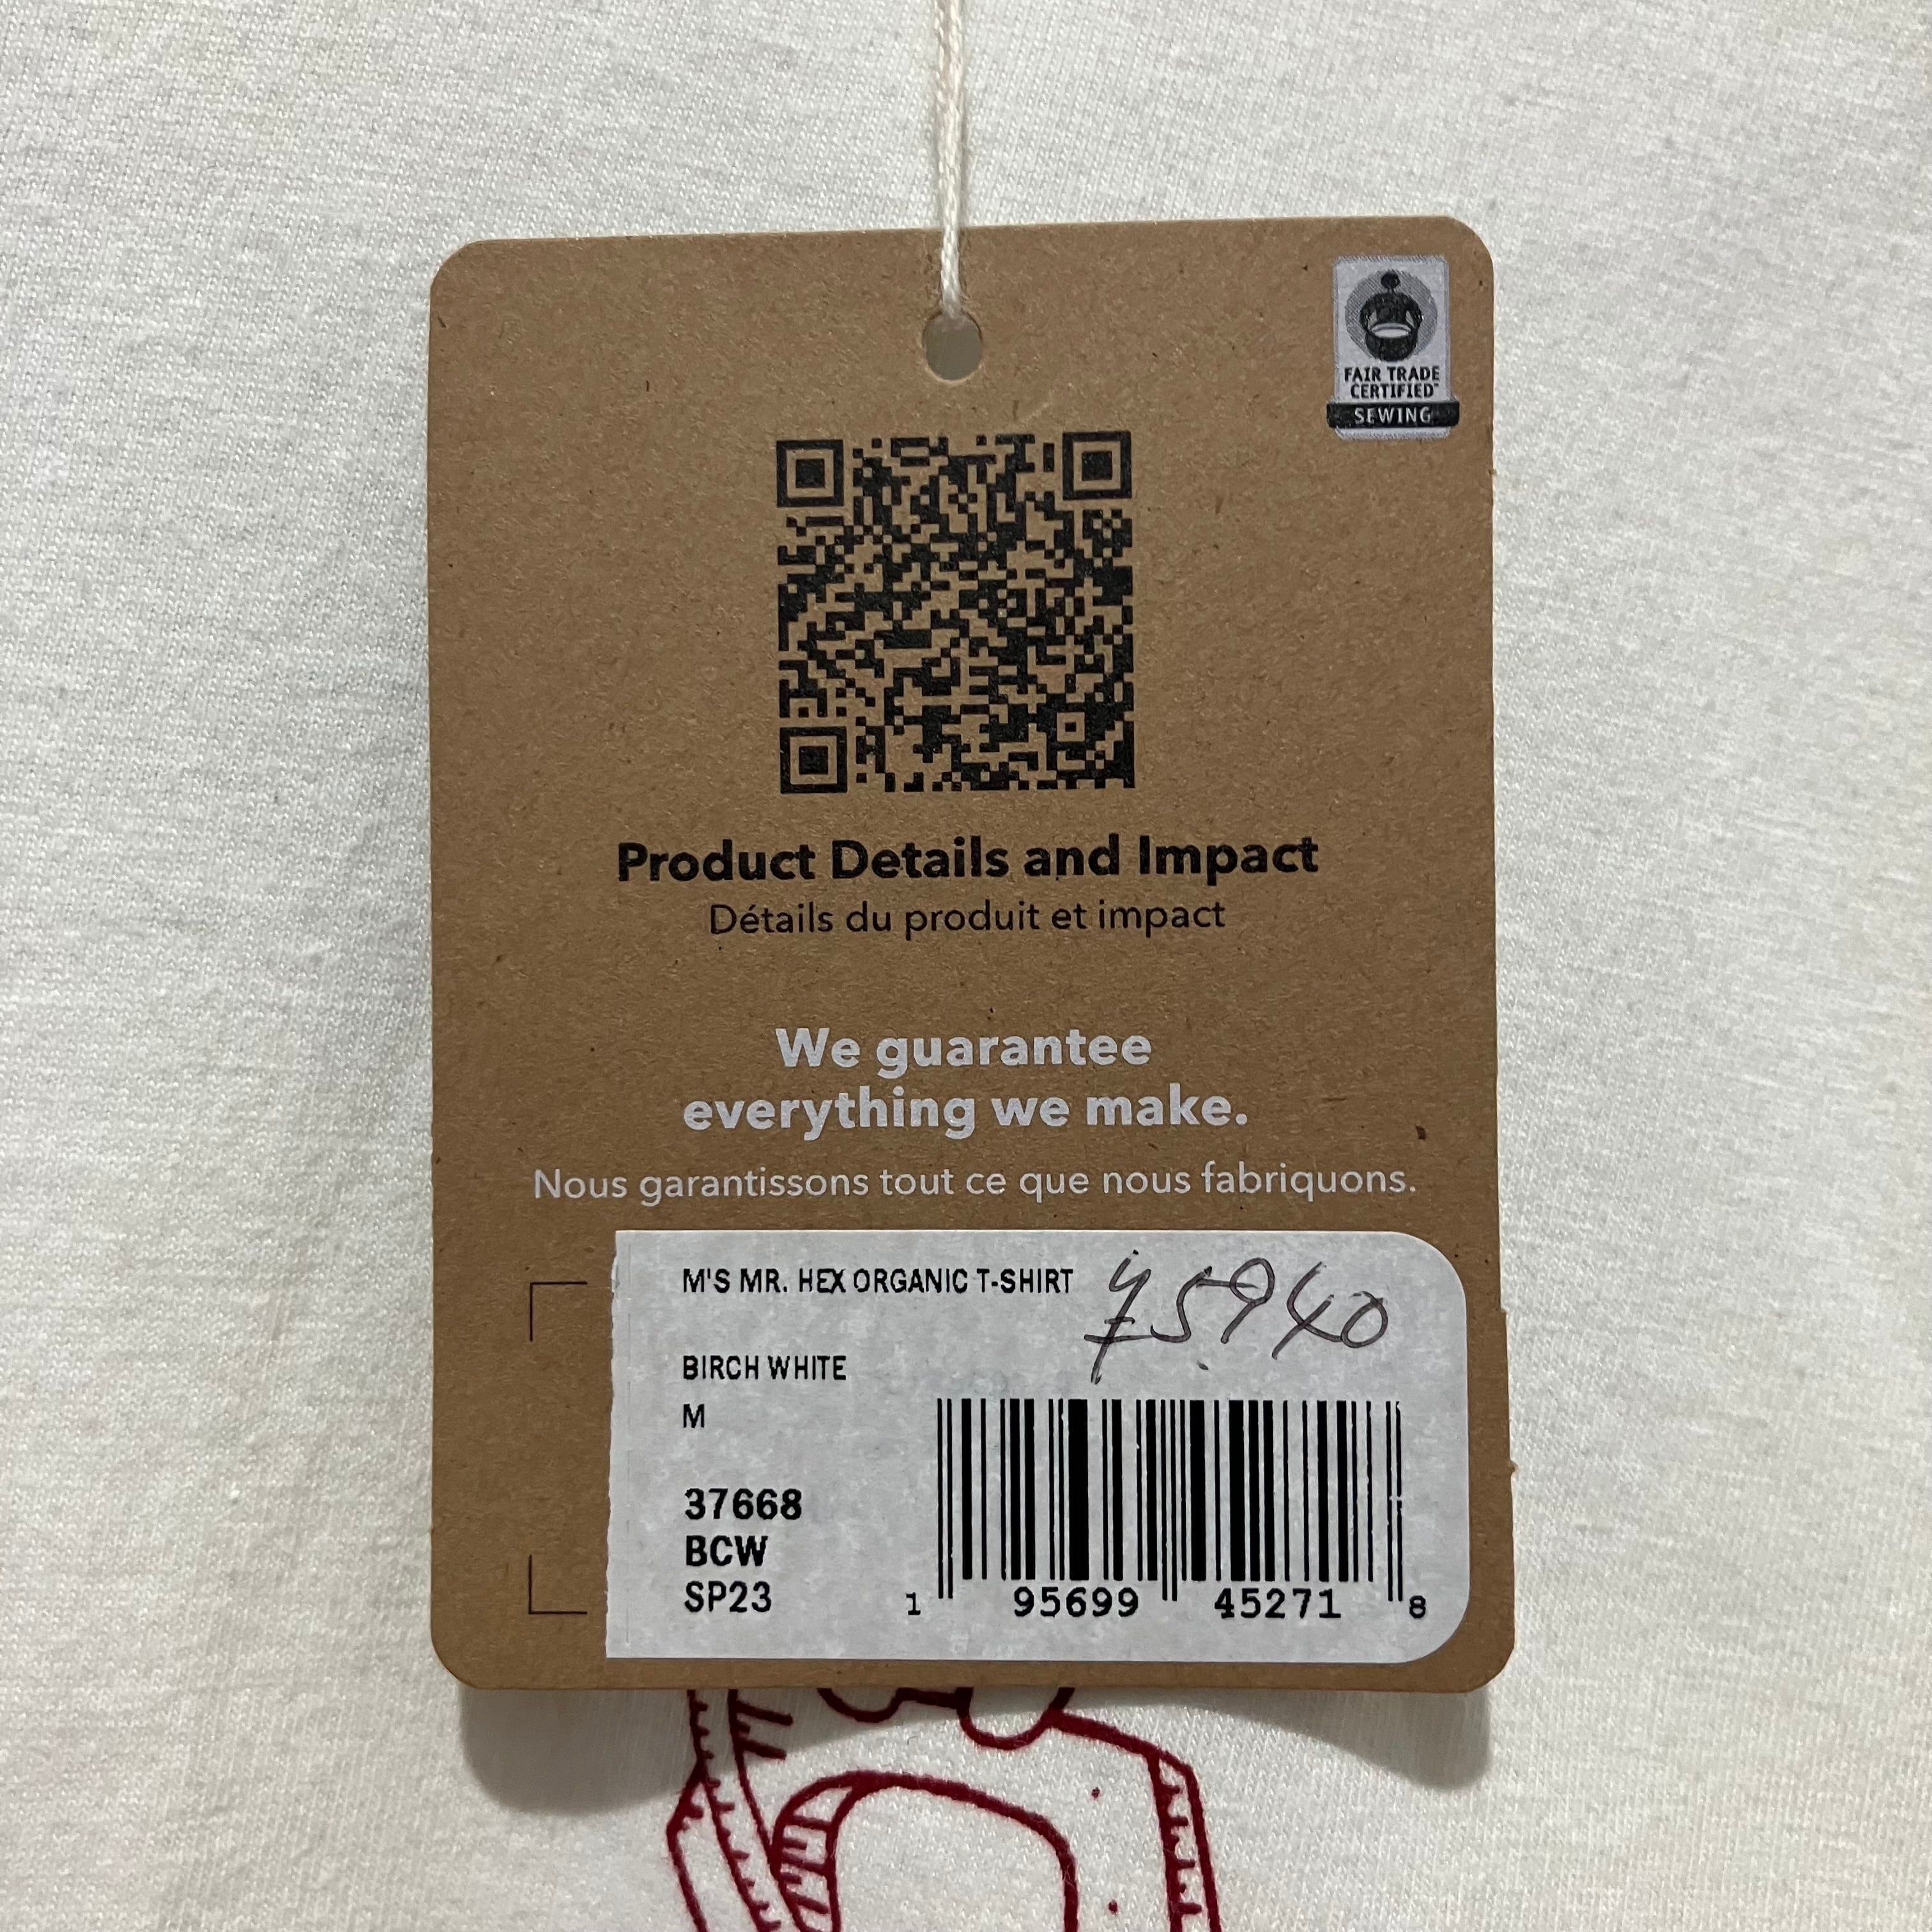 FAIR TRADE
CERTIFIED™
SEWING
Product Details and Impact
Détails du produit et impact
We guarantee
everything we make.
Nous garantissons tout ce que nous fabriquons.
M'S MR. HEX ORGANIC T-SHIRT
¥5940
BIRCH WHITE
M
37668
BCW
SP23
1 95699 45271 8